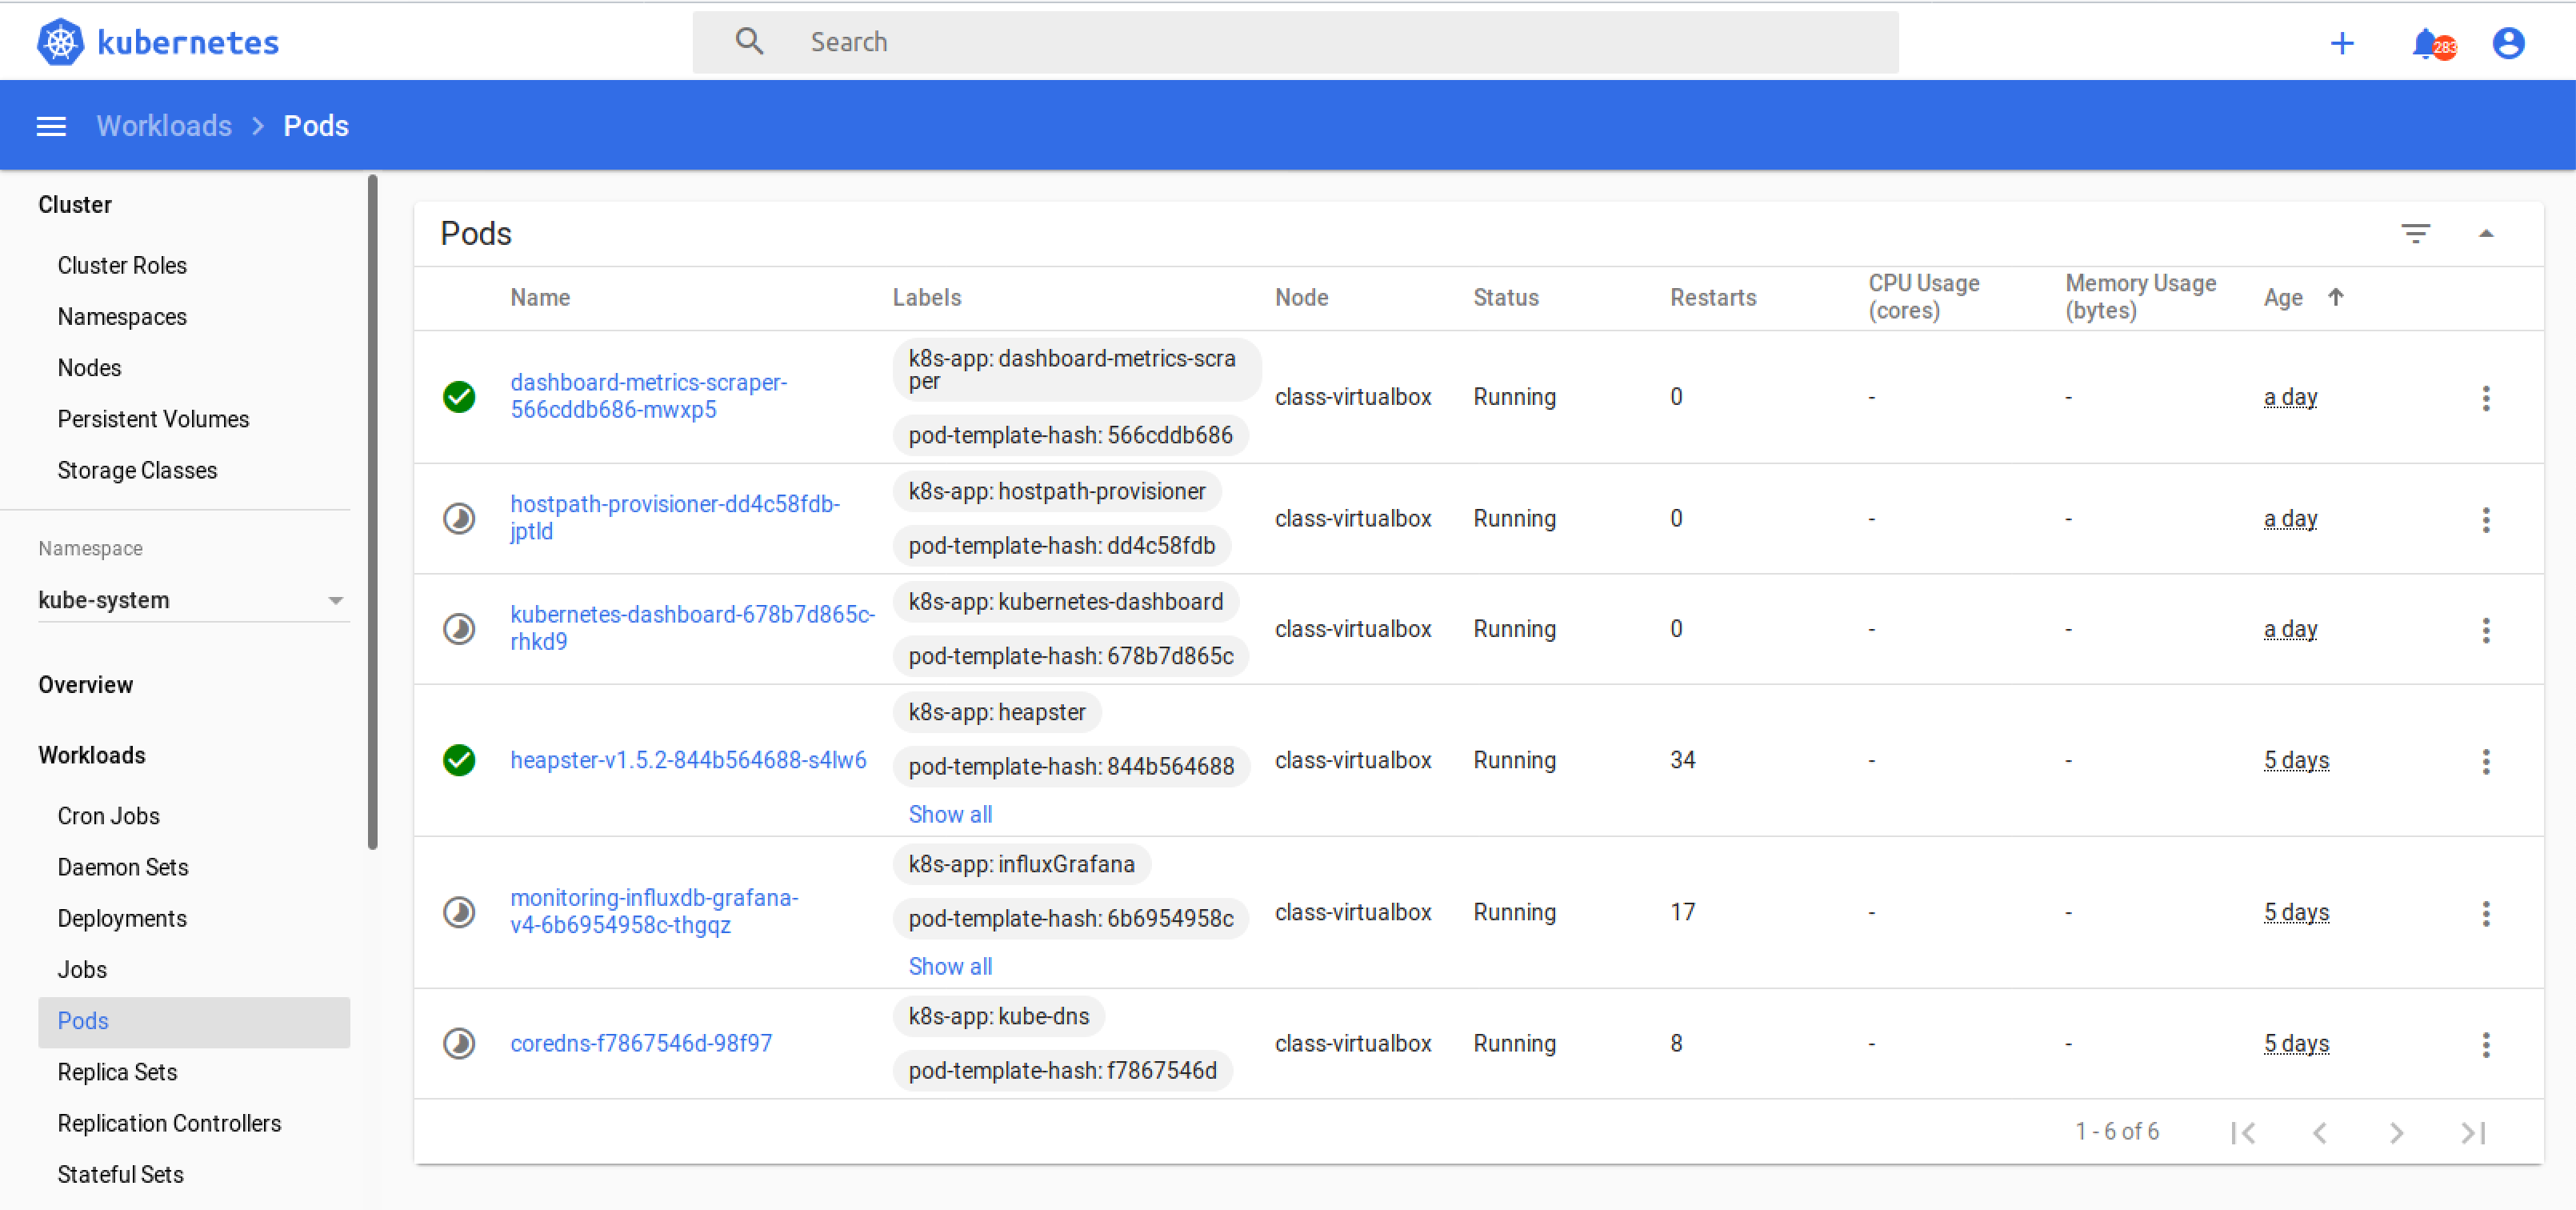 kubernetes
Search
283
Workloads > Pods
Cluster
Cluster Roles
Namespaces
Nodes
Persistent Volumes
Storage Classes
Namespace
kube-system
Overview
Workloads
Cron Jobs
Daemon Sets
Deployments
Jobs
Pods
Replica Sets
Replication Controllers
Stateful Sets
Pods
Name Labels Node Status Restarts CPU Usage (cores) Memory Usage (bytes) Age
dashboard-metrics-scraper-
566cddb686-mwxp5
k8s-app: dashboard-metrics-scra
per
pod-template-hash: 566cddb686
class-virtualbox Running 0 - - a day
hostpath-provisioner-dd4c58fdb-
jptld
k8s-app: hostpath-provisioner
pod-template-hash: dd4c58fdb
class-virtualbox Running 0 - - a day
kubernetes-dashboard-678b7d865c-
rhkd9
k8s-app: kubernetes-dashboard
pod-template-hash: 678b7d865c
class-virtualbox Running 0 - - a day
heapster-v1.5.2-844b564688-s4lw6
k8s-app: heapster
pod-template-hash: 844b564688
Show all
class-virtualbox Running 34 - - 5 days
monitoring-influxdb-grafana-
v4-6b6954958c-thgqz
k8s-app: influxGrafana
pod-template-hash: 6b6954958c
Show all
class-virtualbox Running 17 - - 5 days
coredns-f7867546d-98f97
k8s-app: kube-dns
pod-template-hash: f7867546d
class-virtualbox Running 8 - - 5 days
1 - 6 of 6